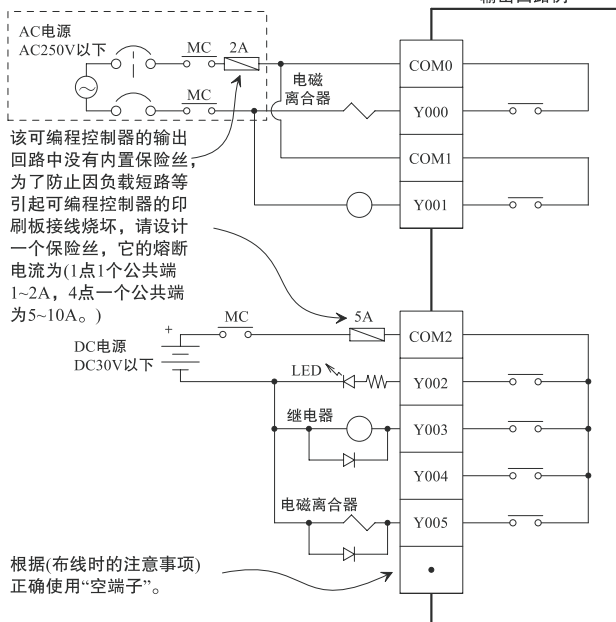 输出回路例
AC电源
AC250V以下
MC
2A
MC
COM0
电磁
离合器
Y000
COM1
Y001
该可编程控制器的输出
回路中没有内置保险丝，
为了防止因负载短路等
引起可编程控制器的印
刷板接线烧坏，请设计
一个保险丝，它的熔断
电流为(1点1个公共端
1~2A，4点一个公共端
为5~10A。)
MC
5A
+
DC电源
DC30V以下
COM2
LED
Y002
继电器
Y003
Y004
电磁离合器
Y005
根据(布线时的注意事项)
正确使用“空端子”。